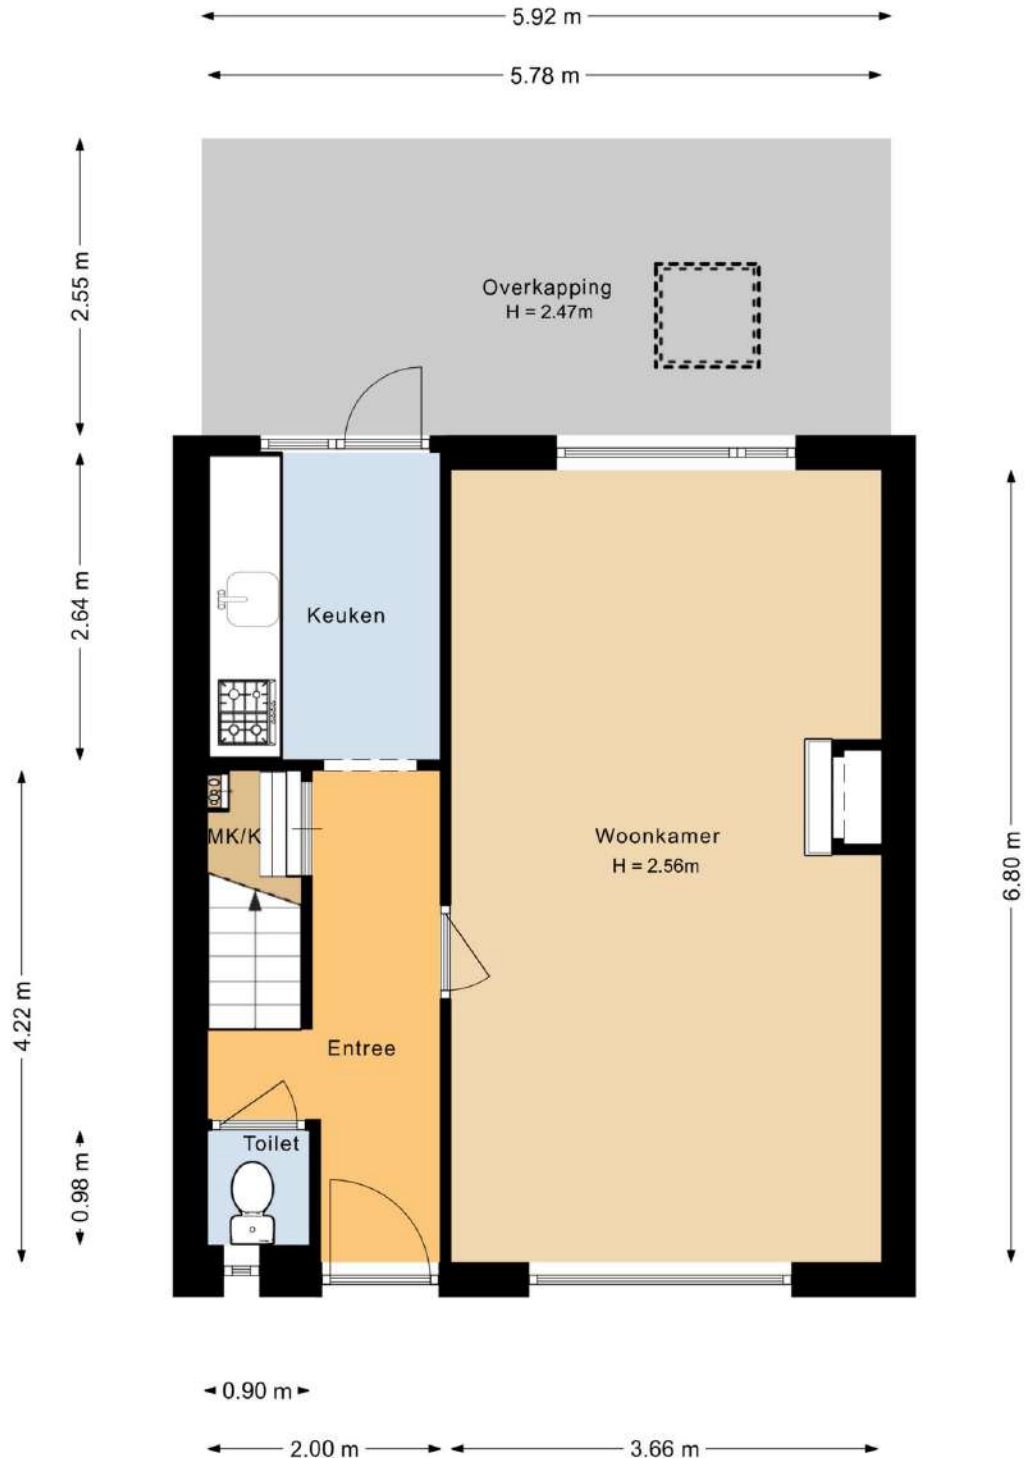 5.92 m
5.78 m
2.55 m
Overkapping
H = 2.47m
2.64 m
Keuken
MK/K
Woonkamer
H = 2.56m
6.80 m
4.22 m
Entree
0.98 m
Toilet
0.90 m
2.00 m
3.66 m